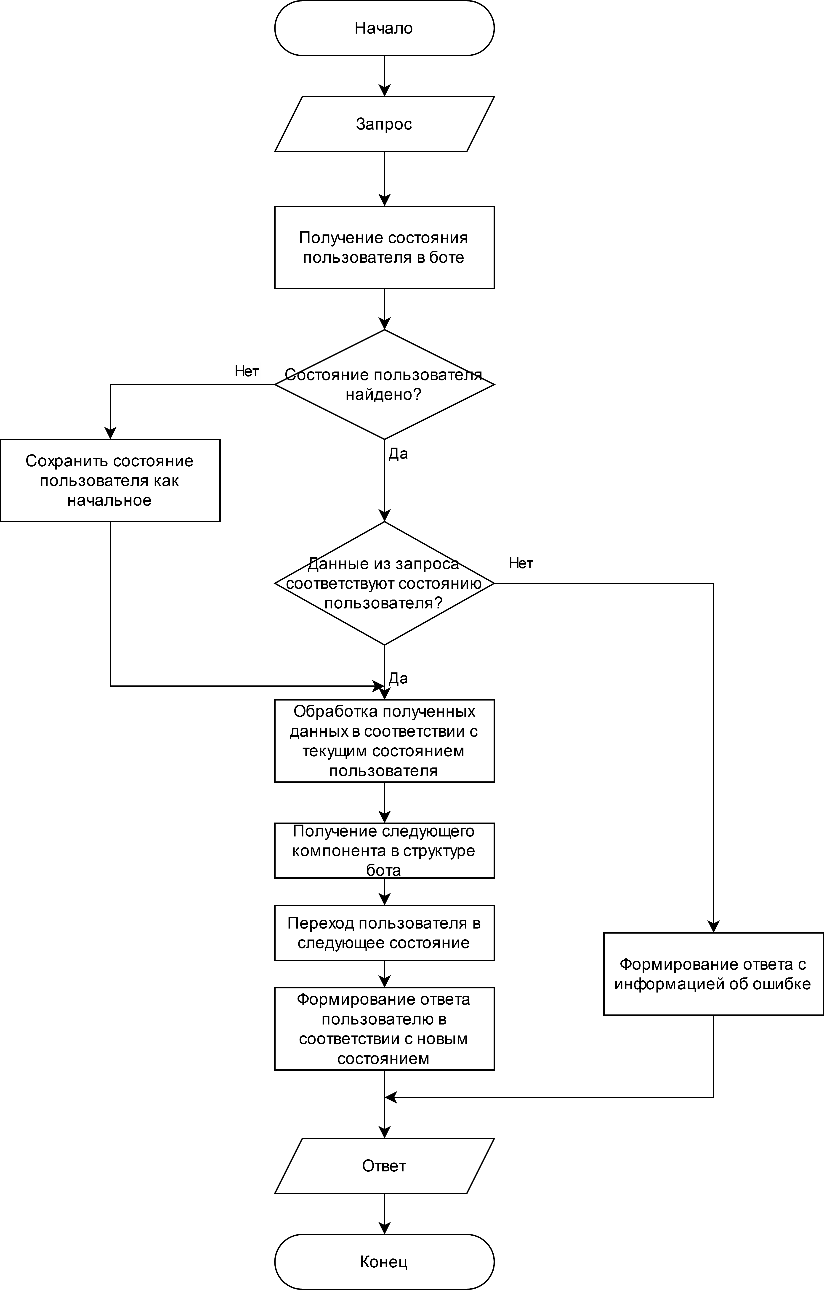 Начало
Запрос
Получение состояния
пользователя в боте
Состояние пользователя
найдено?
Нет
Да
Сохранить состояние
пользователя как
начальное
Данные из запроса
соответствуют состоянию
пользователя?
Нет
Да
Обработка полученных
данных в соответствии с
текущим состоянием
пользователя
Получение следующего
компонента в структуре
бота
Переход пользователя в
следующее состояние
Формирование ответа с
информацией об ошибке
Формирование ответа
пользователю в
соответствии с новым
состоянием
Ответ
Конец